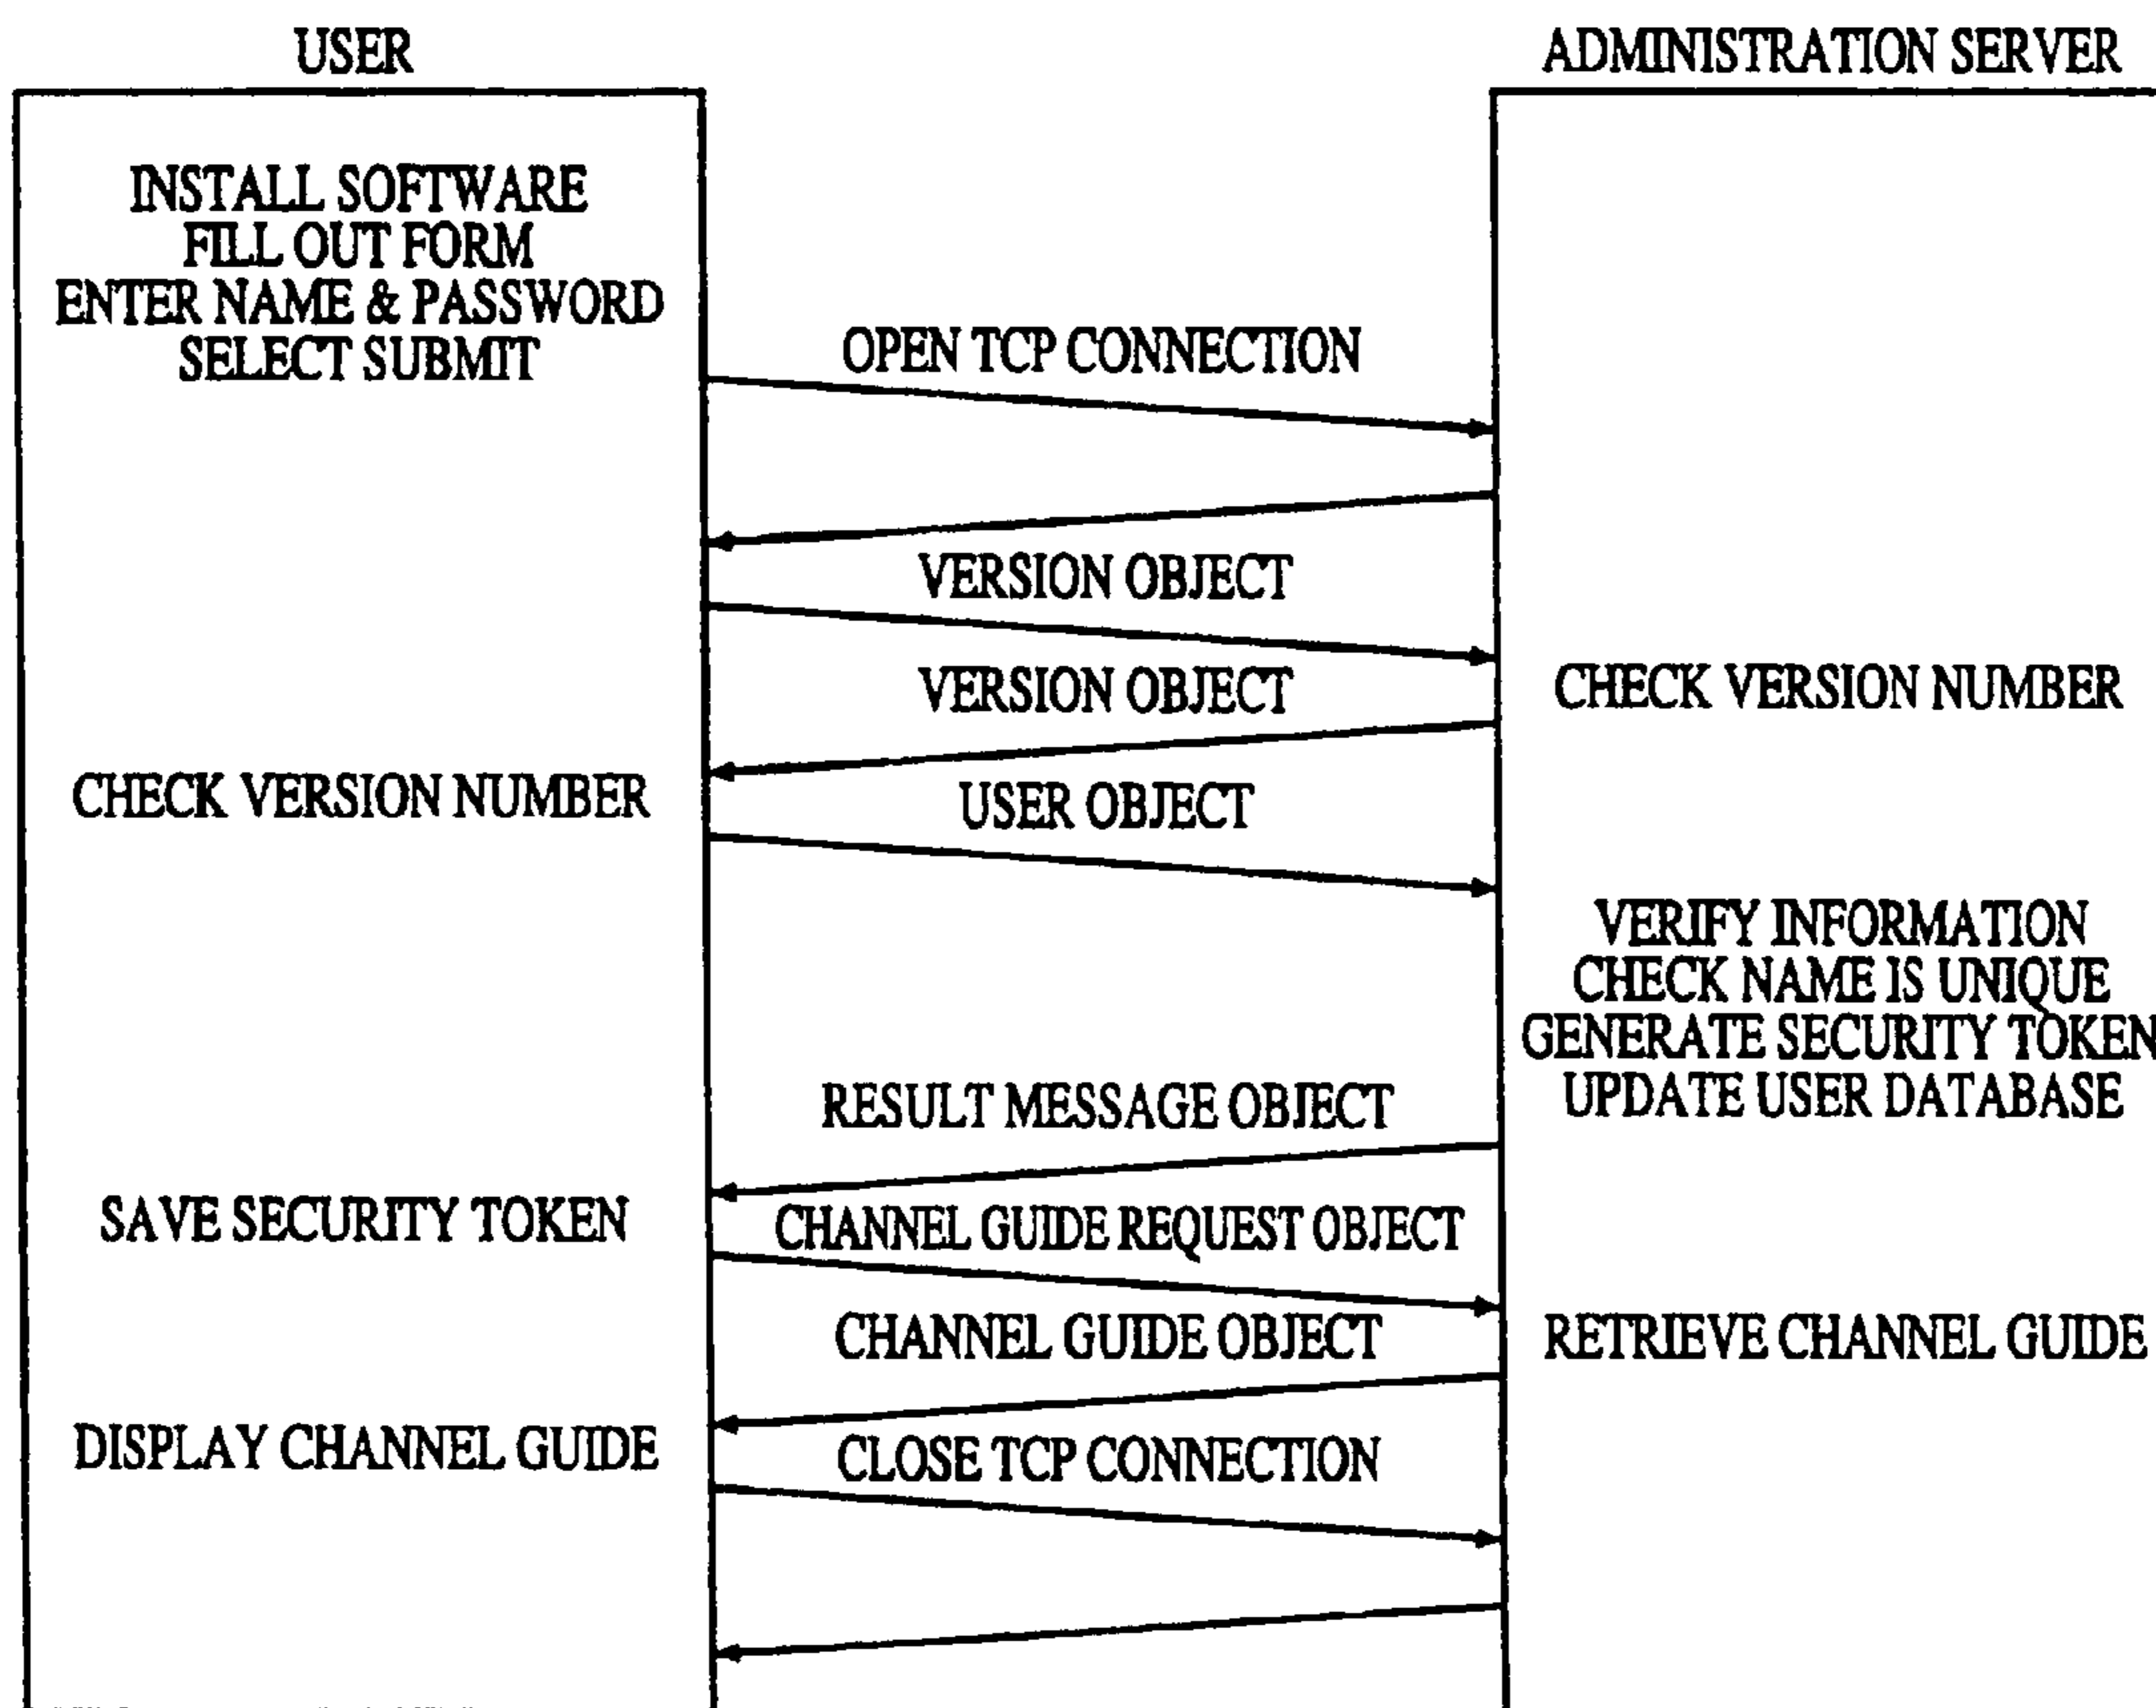 USER
ADMINISTRATION SERVER
INSTALL SOFTWARE
FILL OUT FORM
ENTER NAME & PASSWORD
SELECT SUBMIT
OPEN TCP CONNECTION
VERSION OBJECT
VERSION OBJECT
CHECK VERSION NUMBER
CHECK VERSION NUMBER
USER OBJECT
VERIFY INFORMATION
CHECK NAME IS UNIQUE
GENERATE SECURITY TOKEN
UPDATE USER DATABASE
RESULT MESSAGE OBJECT
SAVE SECURITY TOKEN
CHANNEL GUIDE REQUEST OBJECT
CHANNEL GUIDE OBJECT
RETRIEVE CHANNEL GUIDE
DISPLAY CHANNEL GUIDE
CLOSE TCP CONNECTION